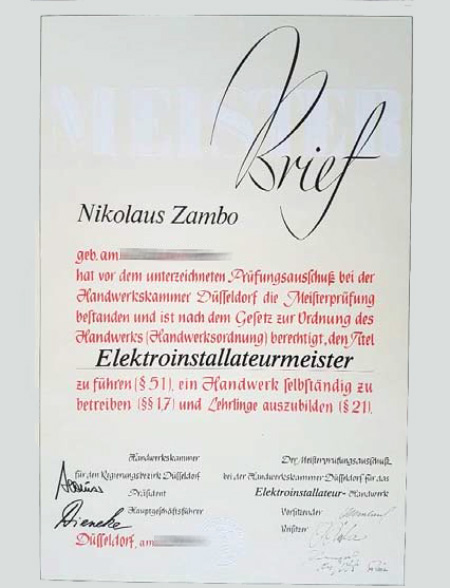 MEISTER
Brief
Nikolaus Zambo
geb. am
hat vor dem unterzeichneten Prüfungsausschuß bei der
Handwerkskammer Düsseldorf die Meisterprüfung
bestanden und ist nach dem Gesetz zur Ordnung des
Handwerks (Handwerksordnung) berechtigt, den Titel
Elektroinstallateurmeister
zu führen (§ 51), ein Handwerk selbständig zu
betreiben (§§ 1,7) und Lehrlinge auszubilden (§ 21).
Handwerkskammer
für den Regierungsbezirk Düsseldorf
Präsident
Hauptgeschäftsführer
Düsseldorf, am
Der Meisterprüfungsausschuß
bei der Handwerkskammer Düsseldorf für das
Elektroinstallateur- Handwerk
Vorsitzender
Beisitzer